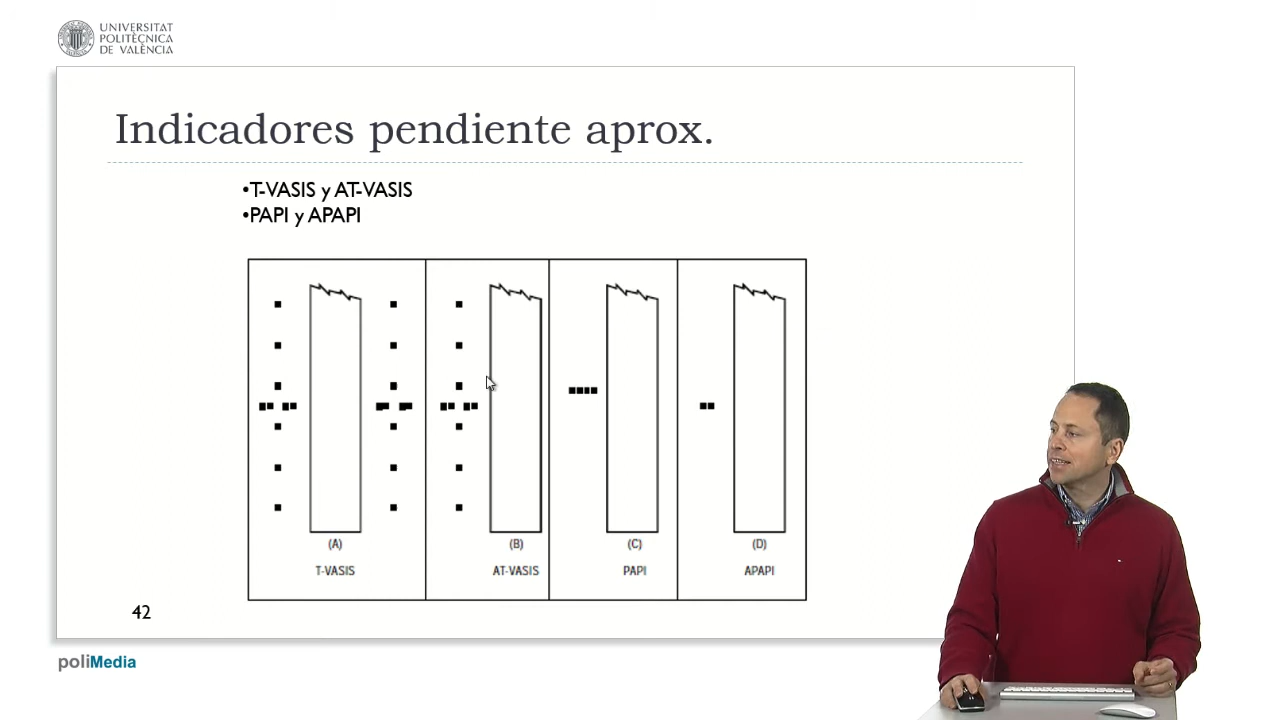 UNIVERSITAT
POLITÈCNICA
DE VALÈNCIA
Indicadores pendiente aprox.
•T-VASIS y AT-VASIS
•PAPI y APAPI
(A)
T-VASIS
(B)
AT-VASIS
(C)
PAPI
(D)
APAPI
42
poliMedia